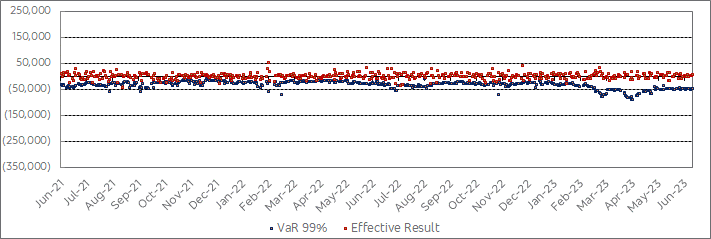 250,000
150,000
50,000
(50,000)
(150,000)
(250,000)
(350,000)
Jun-21
Jul-21
Aug-21
Sep-21
Oct-21
Nov-21
Dec-21
Jan-22
Feb-22
Mar-22
Apr-22
May-22
Jun-22
Jul-22
Aug-22
Sep-22
Oct-22
Nov-22
Dec-22
Jan-23
Feb-23
Mar-23
Apr-23
May-23
Jun-23
VaR 99%
Effective Result